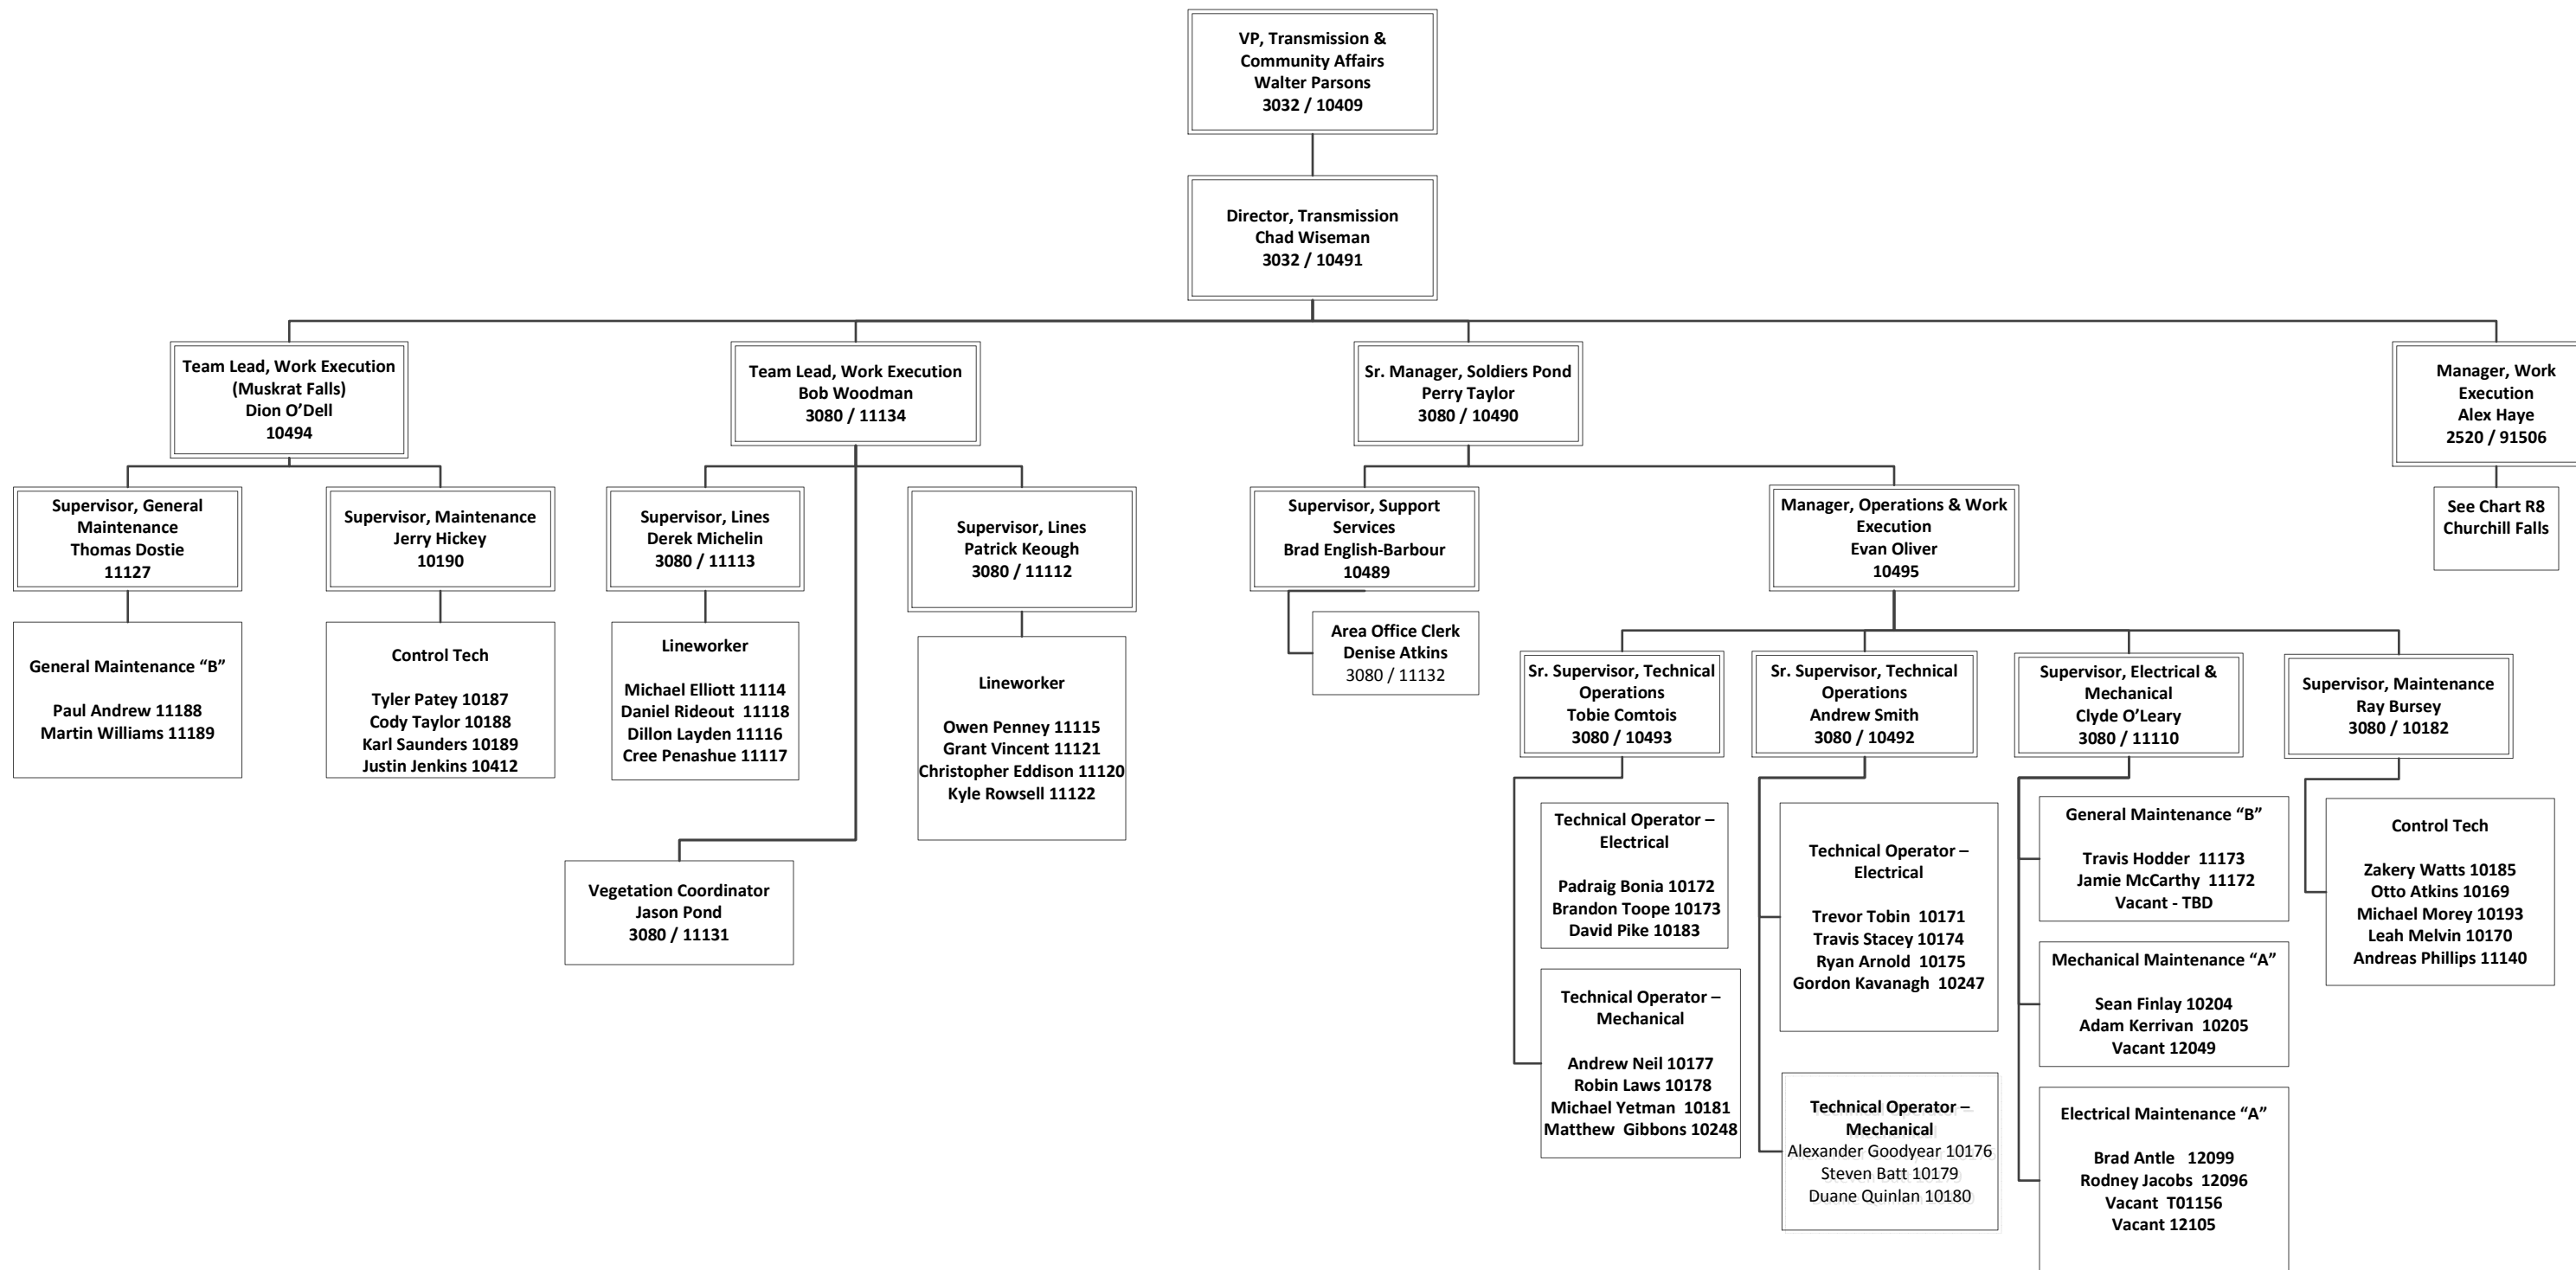 VP, Transmission &
Community Affairs
Walter Parsons
3032 / 10409
Director, Transmission
Chad Wiseman
3032 / 10491
Team Lead, Work Execution
(Muskrat Falls)
Dion O’Dell
10494
Team Lead, Work Execution
Bob Woodman
3080 / 11134
Sr. Manager, Soldiers Pond
Perry Taylor
3080 / 10490
Manager, Work
Execution
Alex Haye
2520 / 91506
Supervisor, General
Maintenance
Thomas Dostie
11127
Supervisor, Maintenance
Jerry Hickey
10190
Supervisor, Lines
Derek Michelin
3080 / 11113
Supervisor, Lines
Patrick Keough
3080 / 11112
Supervisor, Support
Services
Brad English-Barbour
10489
Manager, Operations & Work
Execution
Evan Oliver
10495
See Chart R8
Churchill Falls
General Maintenance “B”
Paul Andrew 11188
Martin Williams 11189
Control Tech
Tyler Patey 10187
Cody Taylor 10188
Karl Saunders 10189
Justin Jenkins 10412
Lineworker
Michael Elliott 11114
Daniel Rideout 11118
Dillon Layden 11116
Cree Penashue 11117
Lineworker
Owen Penney 11115
Grant Vincent 11121
Christopher Eddison 11120
Kyle Rowsell 11122
Area Office Clerk
Denise Atkins
3080 / 11132
Sr. Supervisor, Technical
Operations
Tobie Comtois
3080 / 10493
Sr. Supervisor, Technical
Operations
Andrew Smith
3080 / 10492
Supervisor, Electrical &
Mechanical
Clyde O’Leary
3080 / 11110
Supervisor, Maintenance
Ray Bursey
3080 / 10182
Vegetation Coordinator
Jason Pond
3080 / 11131
Technical Operator –
Electrical
Padraig Bonia 10172
Brandon Toope 10173
David Pike 10183
Technical Operator –
Mechanical
Andrew Neil 10177
Robin Laws 10178
Michael Yetman 10181
Matthew Gibbons 10248
Technical Operator –
Electrical
Trevor Tobin 10171
Travis Stacey 10174
Ryan Arnold 10175
Gordon Kavanagh 10247
Technical Operator –
Mechanical
Alexander Goodyear 10176
Steven Batt 10179
Duane Quinlan 10180
General Maintenance “B”
Travis Hodder 11173
Jamie McCarthy 11172
Vacant - TBD
Mechanical Maintenance “A”
Sean Finlay 10204
Adam Kerrivan 10205
Vacant 12049
Electrical Maintenance “A”
Brad Antle 12099
Rodney Jacobs 12096
Vacant T01156
Vacant 12105
Control Tech
Zakery Watts 10185
Otto Atkins 10169
Michael Morey 10193
Leah Melvin 10170
Andreas Phillips 11140